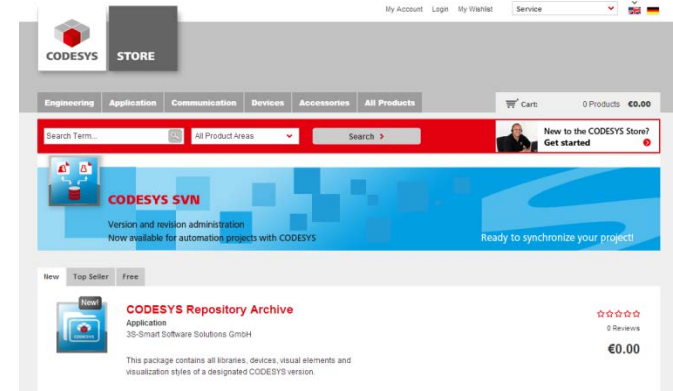 My Account Login My Wishlist Service
CODESYS STORE
Engineering Application Communication Devices Accessories All Products
Cart: 0 Products €0.00
Search Term... All Product Areas Search
New to the CODESYS Store?
Get started
CODESYS SVN
Version and revision administration
Now available for automation projects with CODESYS
Ready to synchronize your project!
New Top Seller Free
New!
CODESYS Repository Archive
Application
3S-Smart Software Solutions GmbH
0 Reviews
€0.00
This package contains all libraries, devices, visual elements and
visualization styles of a designated CODESYS version.